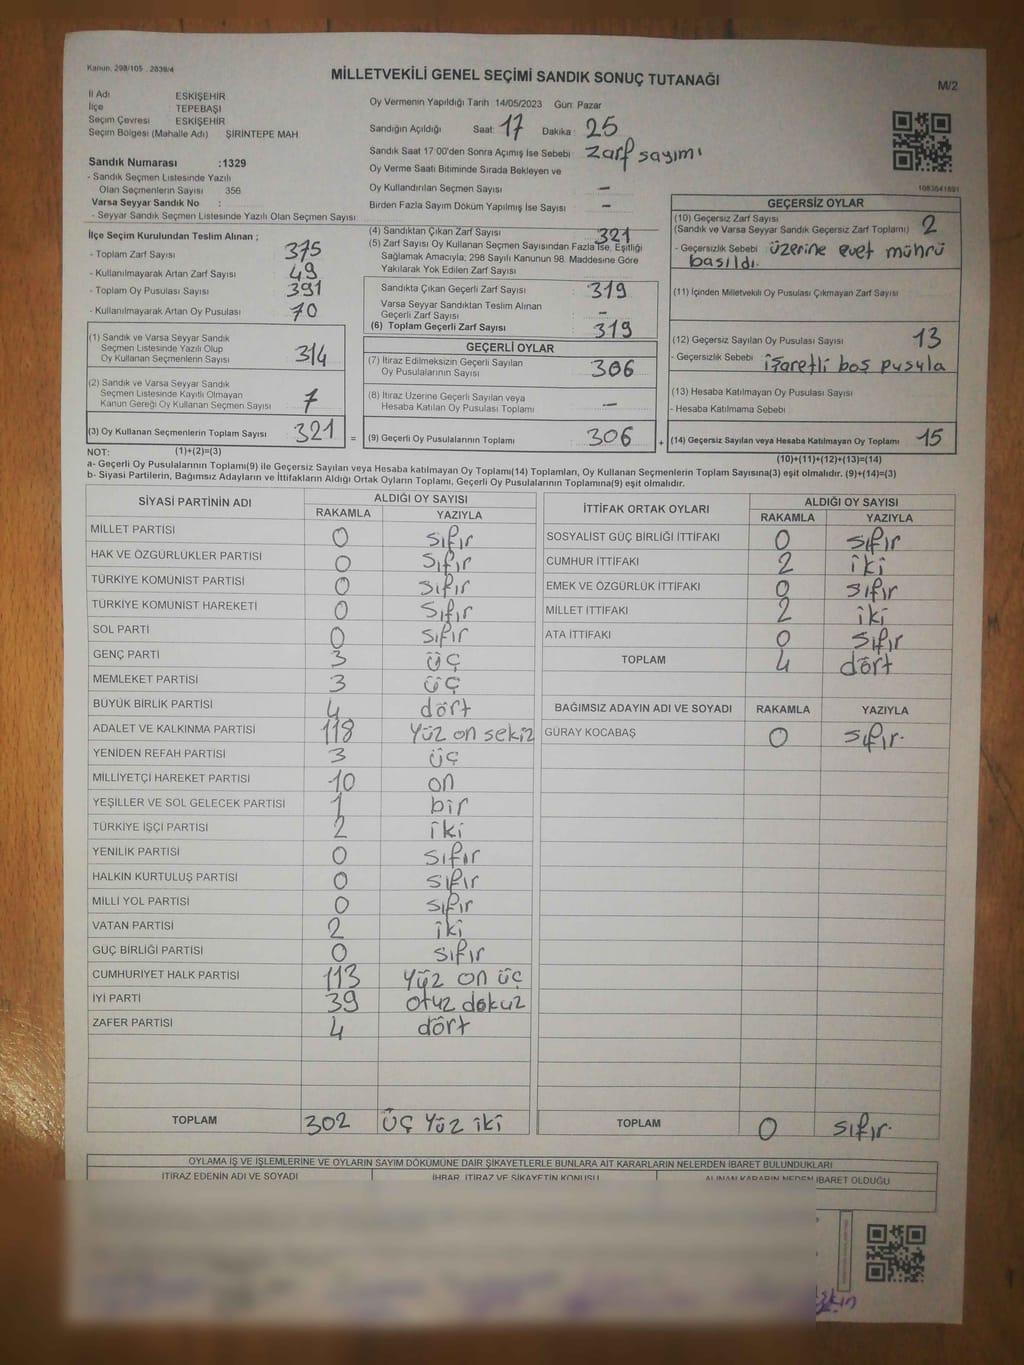 Kanun: 298/105 - 2839/4
MİLLETVEKİLİ GENEL SEÇİMİ SANDIK SONUÇ TUTANAĞI
M/2
İl Adı ESKİŞEHİR
İlçe : TEPEBAŞI
Seçim Çevresi : ESKİŞEHİR
Seçim Bölgesi (Mahalle Adı) ŞİRİNTEPE MAH
Sandık Numarası :1329
- Sandık Seçmen Listesinde Yazılı
Olan Seçmenlerin Sayısı 356
Varsa Seyyar Sandık No :
- Seyyar Sandık Seçmen Listesinde Yazılı Olan Seçmen Sayısı
Oy Vermenin Yapıldığı Tarih 14/05/2023 Gün: Pazar
Sandığın Açıldığı Saat: 17 Dakika: 25
Sandık Saat 17:00'den Sonra Açımış İse Sebebi Zarf sayımı
Oy Verme Saati Bitiminde Sırada Bekleyen ve
Oy Kullandırılan Seçmen Sayısı : –
Birden Fazla Sayım Döküm Yapılmış İse Sayısı : –
1083641691
İlçe Seçim Kurulundan Teslim Alınan ;
- Toplam Zarf Sayısı : 375
- Kullanılmayarak Artan Zarf Sayısı : 49
- Toplam Oy Pusulası Sayısı : 391
- Kullanılmayarak Artan Oy Pusulası : 70
(1) Sandık ve Varsa Seyyar Sandık
Seçmen Listesinde Yazılı Olup
Oy Kullanan Seçmenlerin Sayısı : 314
(2) Sandık ve Varsa Seyyar Sandık
Seçmen Listesinde Kayıtlı Olmayan
Kanun Gereği Oy Kullanan Seçmen Sayısı : 7
(3) Oy Kullanan Seçmenlerin Toplam Sayısı : 321
(4) Sandıktan Çıkan Zarf Sayısı : 321
(5) Zarf Sayısı Oy Kullanan Seçmen Sayısından Fazla İse, Eşitliği
Sağlamak Amacıyla; 298 Sayılı Kanunun 98. Maddesine Göre
Yakılarak Yok Edilen Zarf Sayısı :
Sandıkta Çıkan Geçerli Zarf Sayısı : 319
Varsa Seyyar Sandıktan Teslim Alınan
Geçerli Zarf Sayısı : –
(6) Toplam Geçerli Zarf Sayısı : 319
GEÇERLİ OYLAR
(7) İtiraz Edilmeksizin Geçerli Sayılan
Oy Pusulalarının Sayısı : 306
(8) İtiraz Üzerine Geçerli Sayılan veya
Hesaba Katılan Oy Pusulası Toplamı : –
= (9) Geçerli Oy Pusulalarının Toplamı : 306
GEÇERSİZ OYLAR
(10) Geçersiz Zarf Sayısı
(Sandık ve Varsa Seyyar Sandık Geçersiz Zarf Toplamı) : 2
- Geçersizlik Sebebi : üzerine evet mührü
basıldı.
(11) İçinden Milletvekili Oy Pusulası Çıkmayan Zarf Sayısı :
(12) Geçersiz Sayılan Oy Pusulası Sayısı : 13
- Geçersizlik Sebebi : işaretli boş pusula
(13) Hesaba Katılmayan Oy Pusulası Sayısı :
- Hesaba Katılmama Sebebi :
+ (14) Geçersiz Sayılan veya Hesaba Katılmayan Oy Toplamı : 15
NOT: (1)+(2)=(3)
(10)+(11)+(12)+(13)=(14)
a- Geçerli Oy Pusulalarının Toplamı(9) ile Geçersiz Sayılan veya Hesaba katılmayan Oy Toplamı(14) Toplamları, Oy Kullanan Seçmenlerin Toplam Sayısına(3) eşit olmalıdır. (9)+(14)=(3)
b- Siyasi Partilerin, Bağımsız Adayların ve İttifakların Aldığı Ortak Oyların Toplamı, Geçerli Oy Pusulalarının Toplamına(9) eşit olmalıdır.
SİYASİ PARTİNİN ADI ALDIĞI OY SAYISI
RAKAMLA YAZIYLA
MİLLET PARTİSİ 0 sıfır
HAK VE ÖZGÜRLÜKLER PARTİSİ 0 sıfır
TÜRKİYE KOMÜNİST PARTİSİ 0 sıfır
TÜRKİYE KOMÜNİST HAREKETİ 0 sıfır
SOL PARTİ 0 sıfır
GENÇ PARTİ 3 üç
MEMLEKET PARTİSİ 3 üç
BÜYÜK BİRLİK PARTİSİ 4 dört
ADALET VE KALKINMA PARTİSİ 118 Yüz on sekiz
YENİDEN REFAH PARTİSİ 3 üç
MİLLİYETÇİ HAREKET PARTİSİ 10 on
YEŞİLLER VE SOL GELECEK PARTİSİ 1 bir
TÜRKİYE İŞÇİ PARTİSİ 2 iki
YENİLİK PARTİSİ 0 sıfır
HALKIN KURTULUŞ PARTİSİ 0 sıfır
MİLLİ YOL PARTİSİ 0 sıfır
VATAN PARTİSİ 2 iki
GÜÇ BİRLİĞİ PARTİSİ 0 sıfır
CUMHURİYET HALK PARTİSİ 113 Yüz on üç
İYİ PARTİ 39 otuz dokuz
ZAFER PARTİSİ 4 dört
TOPLAM 302 Üç Yüz iki
İTTİFAK ORTAK OYLARI ALDIĞI OY SAYISI
RAKAMLA YAZIYLA
SOSYALİST GÜÇ BİRLİĞİ İTTİFAKI 0 sıfır
CUMHUR İTTİFAKI 2 iki
EMEK VE ÖZGÜRLÜK İTTİFAKI 0 sıfır
MİLLET İTTİFAKI 2 iki
ATA İTTİFAKI 0 sıfır
TOPLAM 4 dört
BAĞIMSIZ ADAYIN ADI VE SOYADI RAKAMLA YAZIYLA
GÜRAY KOCABAŞ 0 sıfır.
TOPLAM 0 sıfır.
OYLAMA İŞ VE İŞLEMLERİNE VE OYLARIN SAYIM DÖKÜMÜNE DAİR ŞİKAYETLERLE BUNLARA AİT KARARLARIN NELERDEN İBARET BULUNDUKLARI
İTİRAZ EDENİN ADI VE SOYADI İHBAR, İTİRAZ VE ŞİKAYETİN KONUSU ALINAN KARARIN NEDEN İBARET OLDUĞU